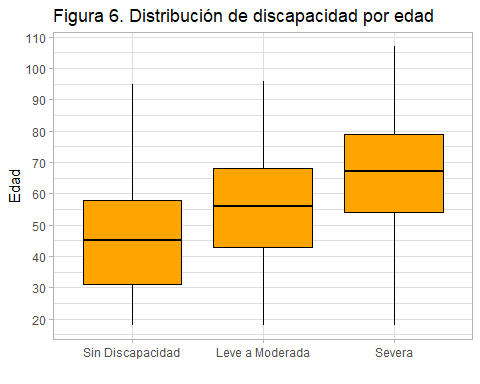 Figura 6. Distribución de discapacidad por edad
110
100
90
80
70
60
50
40
30
20
Edad
Sin Discapacidad
Leve a Moderada
Severa